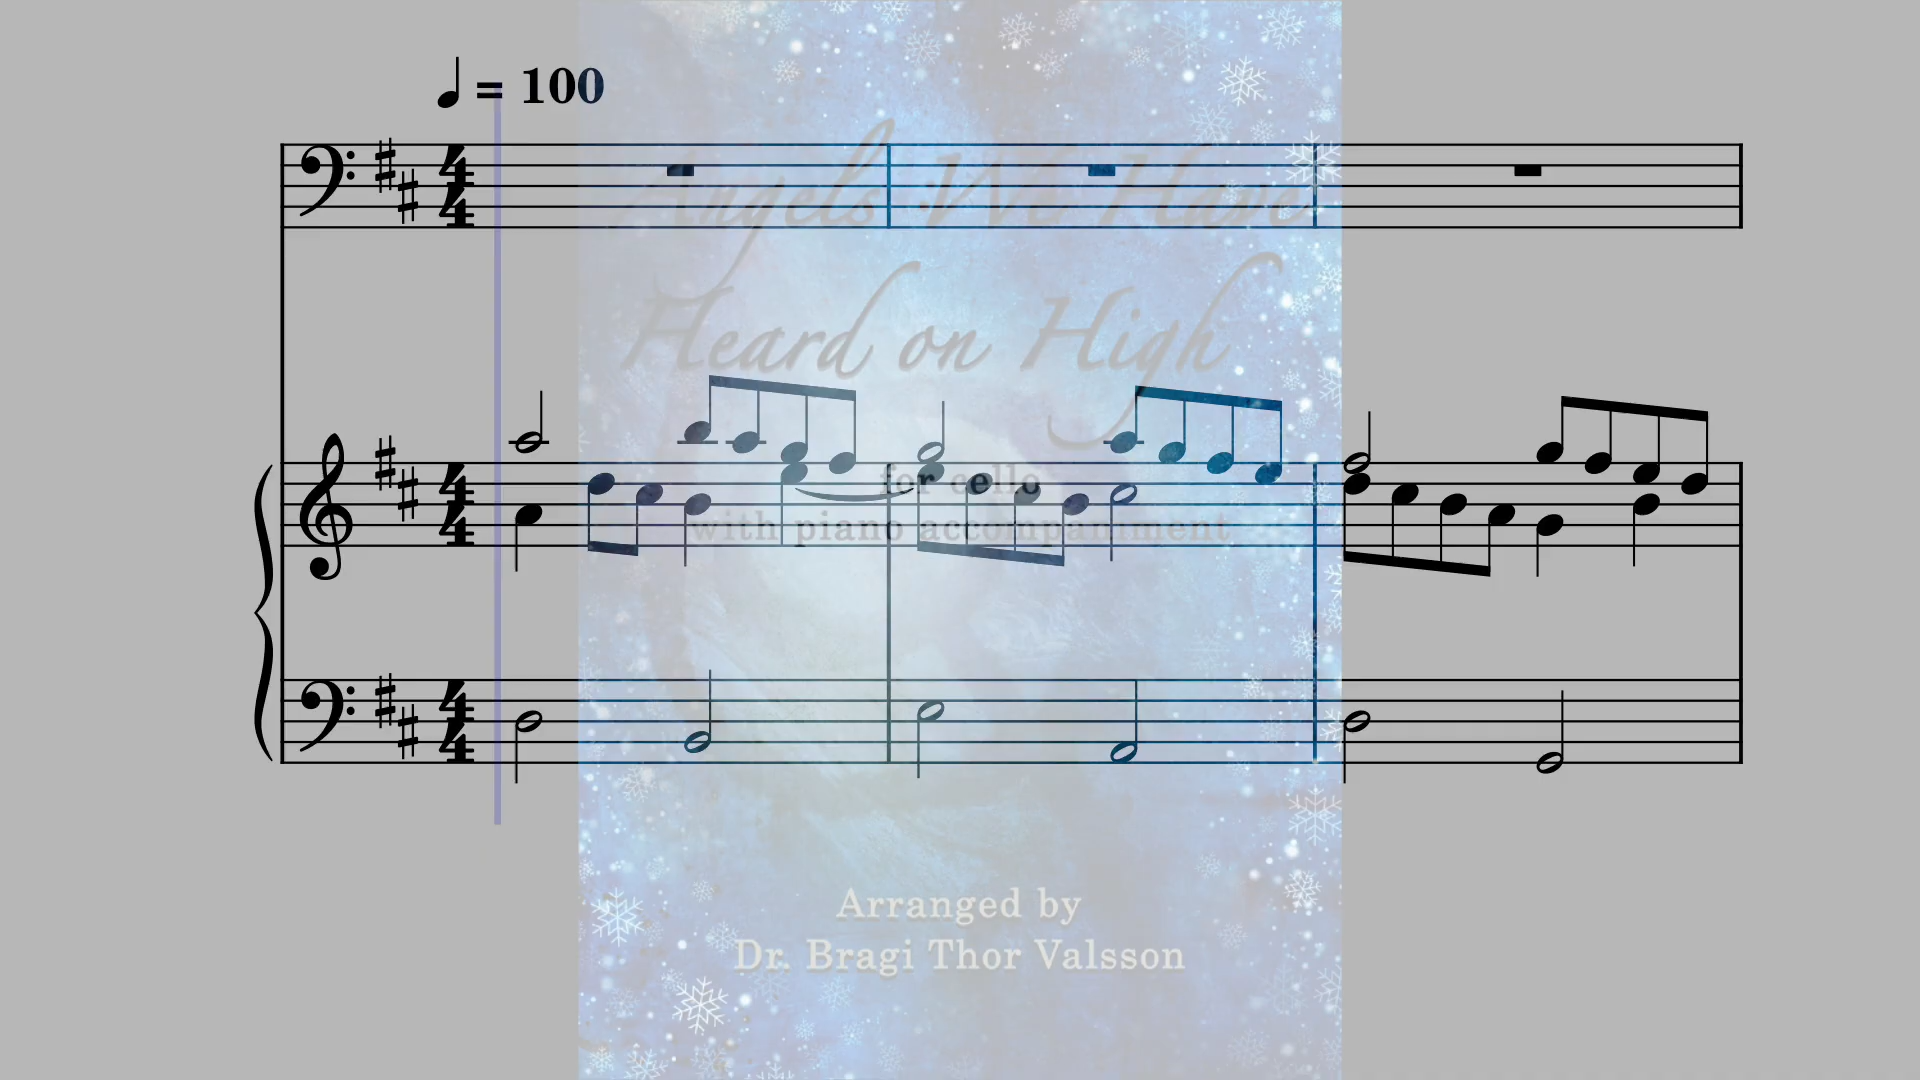 ♩ = 100
Angels We Have
Heard on High
for cello
with piano accompaniment
Arranged by
Dr. Bragi Thor Valsson